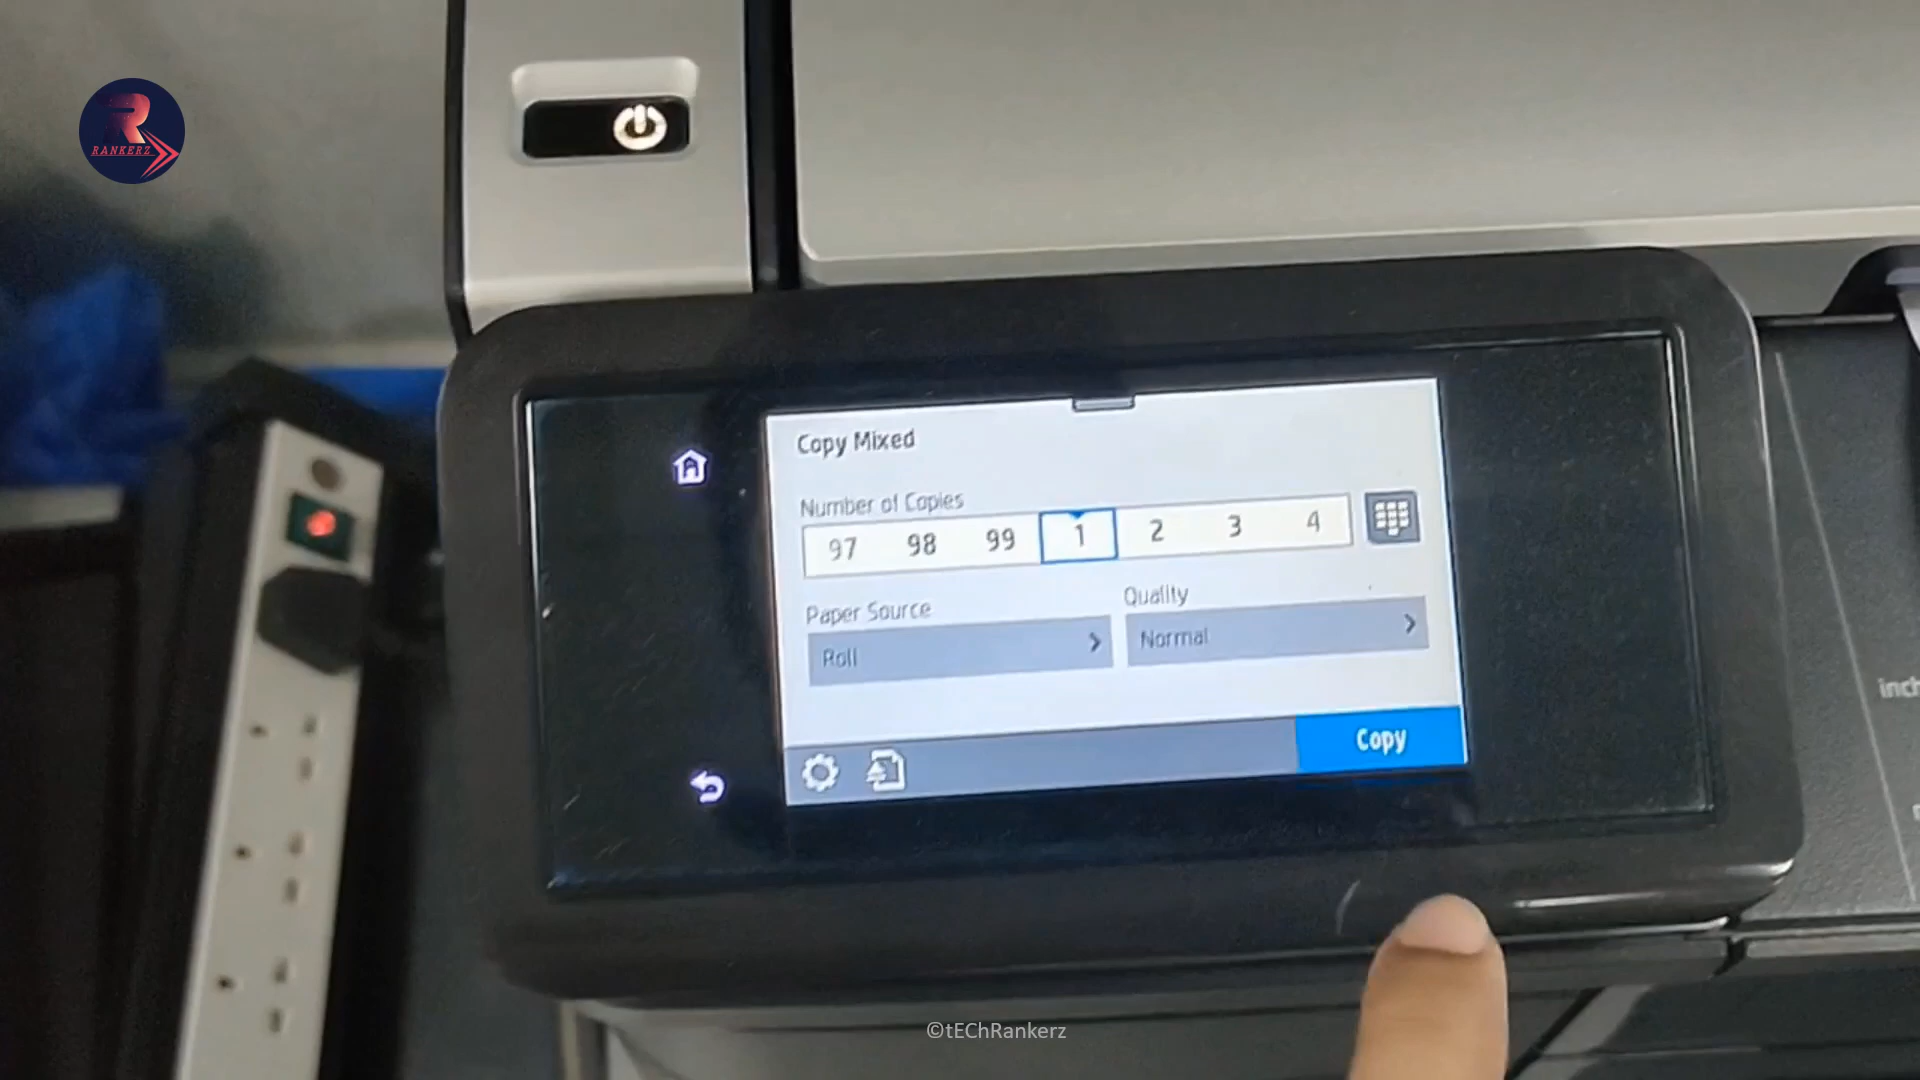 R
RANKERZ
Copy Mixed
Number of Copies
97 98 99 1 2 3 4
Paper Source
Quality
Roll
Normal
Copy
inch
©tEChRankerz